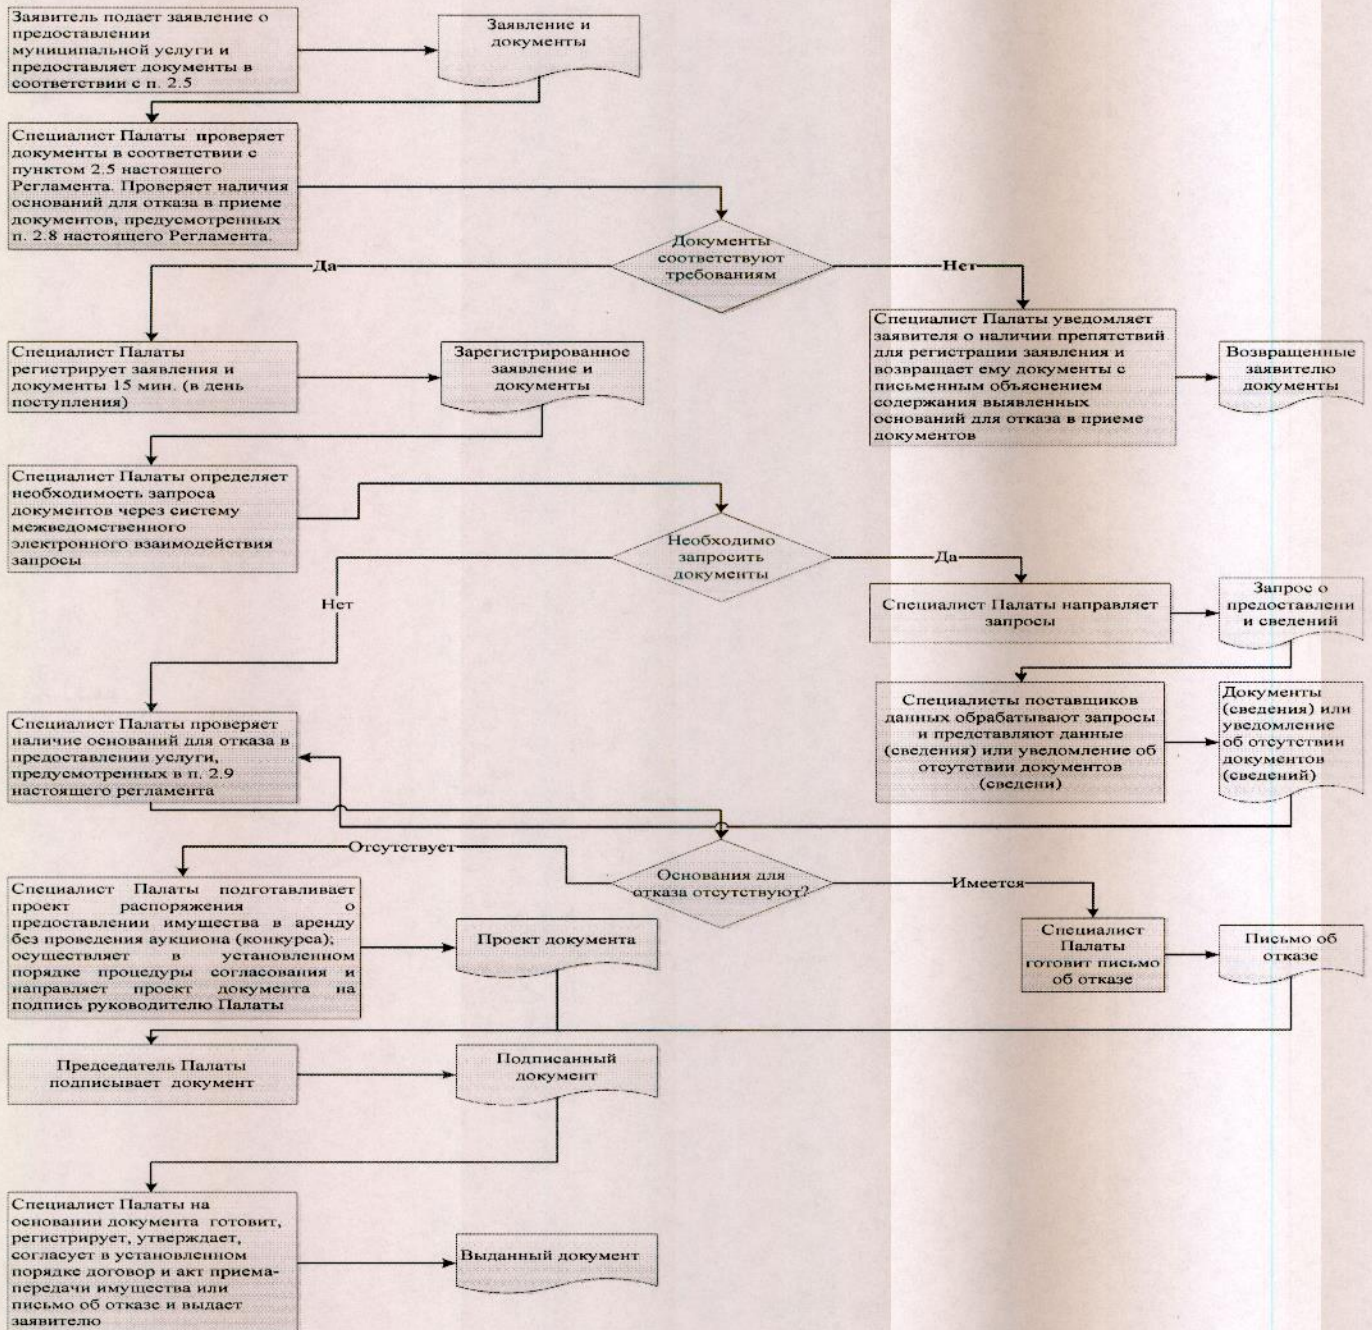 Заявитель подает заявление о
предоставлении
муниципальной услуги и
предоставляет документы в
соответствии с п. 2.5
Заявление и
документы
Специалист Палаты проверяет
документы в соответствии с
пунктом 2.5 настоящего
Регламента. Проверяет наличия
оснований для отказа в приеме
документов, предусмотренных
п. 2.8 настоящего Регламента.
Документы
соответствуют
требованиям
Да
Нет
Специалист Палаты
регистрирует заявления и
документы 15 мин. (в день
поступления)
Зарегистрированное
заявление и
документы
Специалист Палаты уведомляет
заявителя о наличии препятствий
для регистрации заявления и
возвращает ему документы с
письменным объяснением
содержания выявленных
оснований для отказа в приеме
документов
Возвращенные
заявителю
документы
Специалист Палаты определяет
необходимость запроса
документов через систему
межведомственного
электронного взаимодействия
запросы
Необходимо
запросить
документы
Да
Нет
Специалист Палаты направляет
запросы
Запрос о
предоставлени
и сведений
Специалист Палаты проверяет
наличие оснований для отказа в
предоставлении услуги,
предусмотренных в п. 2.9
настоящего регламента
Специалисты поставщиков
данных обрабатывают запросы
и представляют данные
(сведения) или уведомление об
отсутствии документов
(сведени)
Документы
(сведения) или
уведомление
об отсутствии
документов
(сведений)
Отсутствует
Основания для
отказа отсутствуют?
Имеется
Специалист Палаты подготавливает
проект распоряжения о
предоставлении имущества в аренду
без проведения аукциона (конкурса);
осуществляет в установленном
порядке процедуры согласования и
направляет проект документа на
подпись руководителю Палаты
Проект документа
Специалист
Палаты
готовит письмо
об отказе
Письмо об
отказе
Председатель Палаты
подписывает документ
Подписанный
документ
Специалист Палаты на
основании документа готовит,
регистрирует, утверждает,
согласует в установленном
порядке договор и акт приема-
передачи имущества или
письмо об отказе и выдает
заявителю
Выданный документ